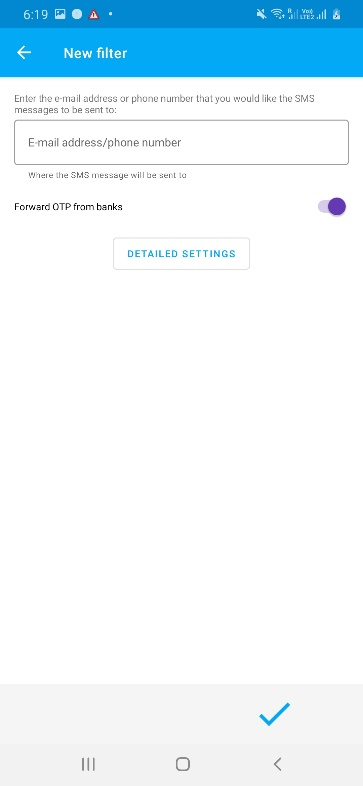 6:19
New filter
Enter the e-mail address or phone number that you would like the SMS
messages to be sent to:
E-mail address/phone number
Where the SMS message will be sent to
Forward OTP from banks
DETAILED SETTINGS